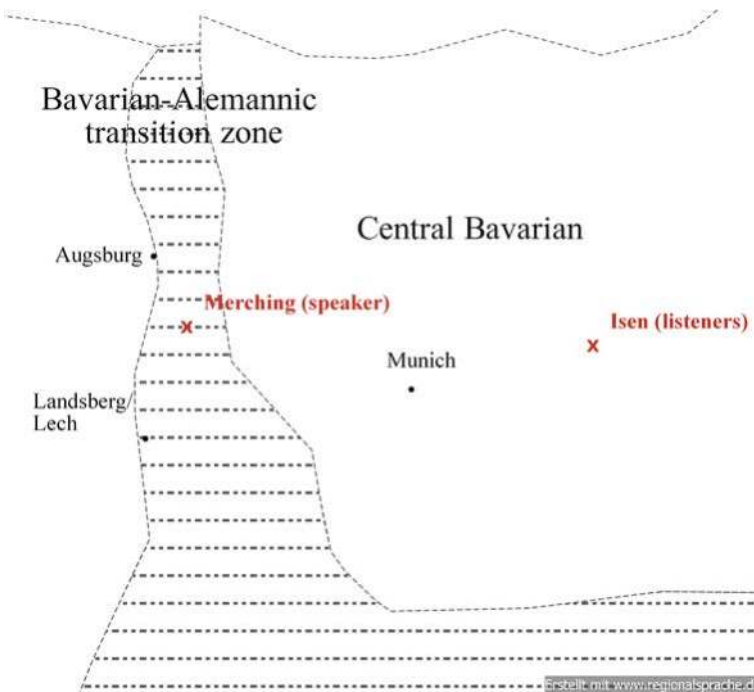 Bavarian-Alemannic
transition zone
Central Bavarian
Augsburg
Merching (speaker)
x
Isen (listeners)
x
Munich
Landsberg/
Lech
Erstellt mit www.regionalsprache.d